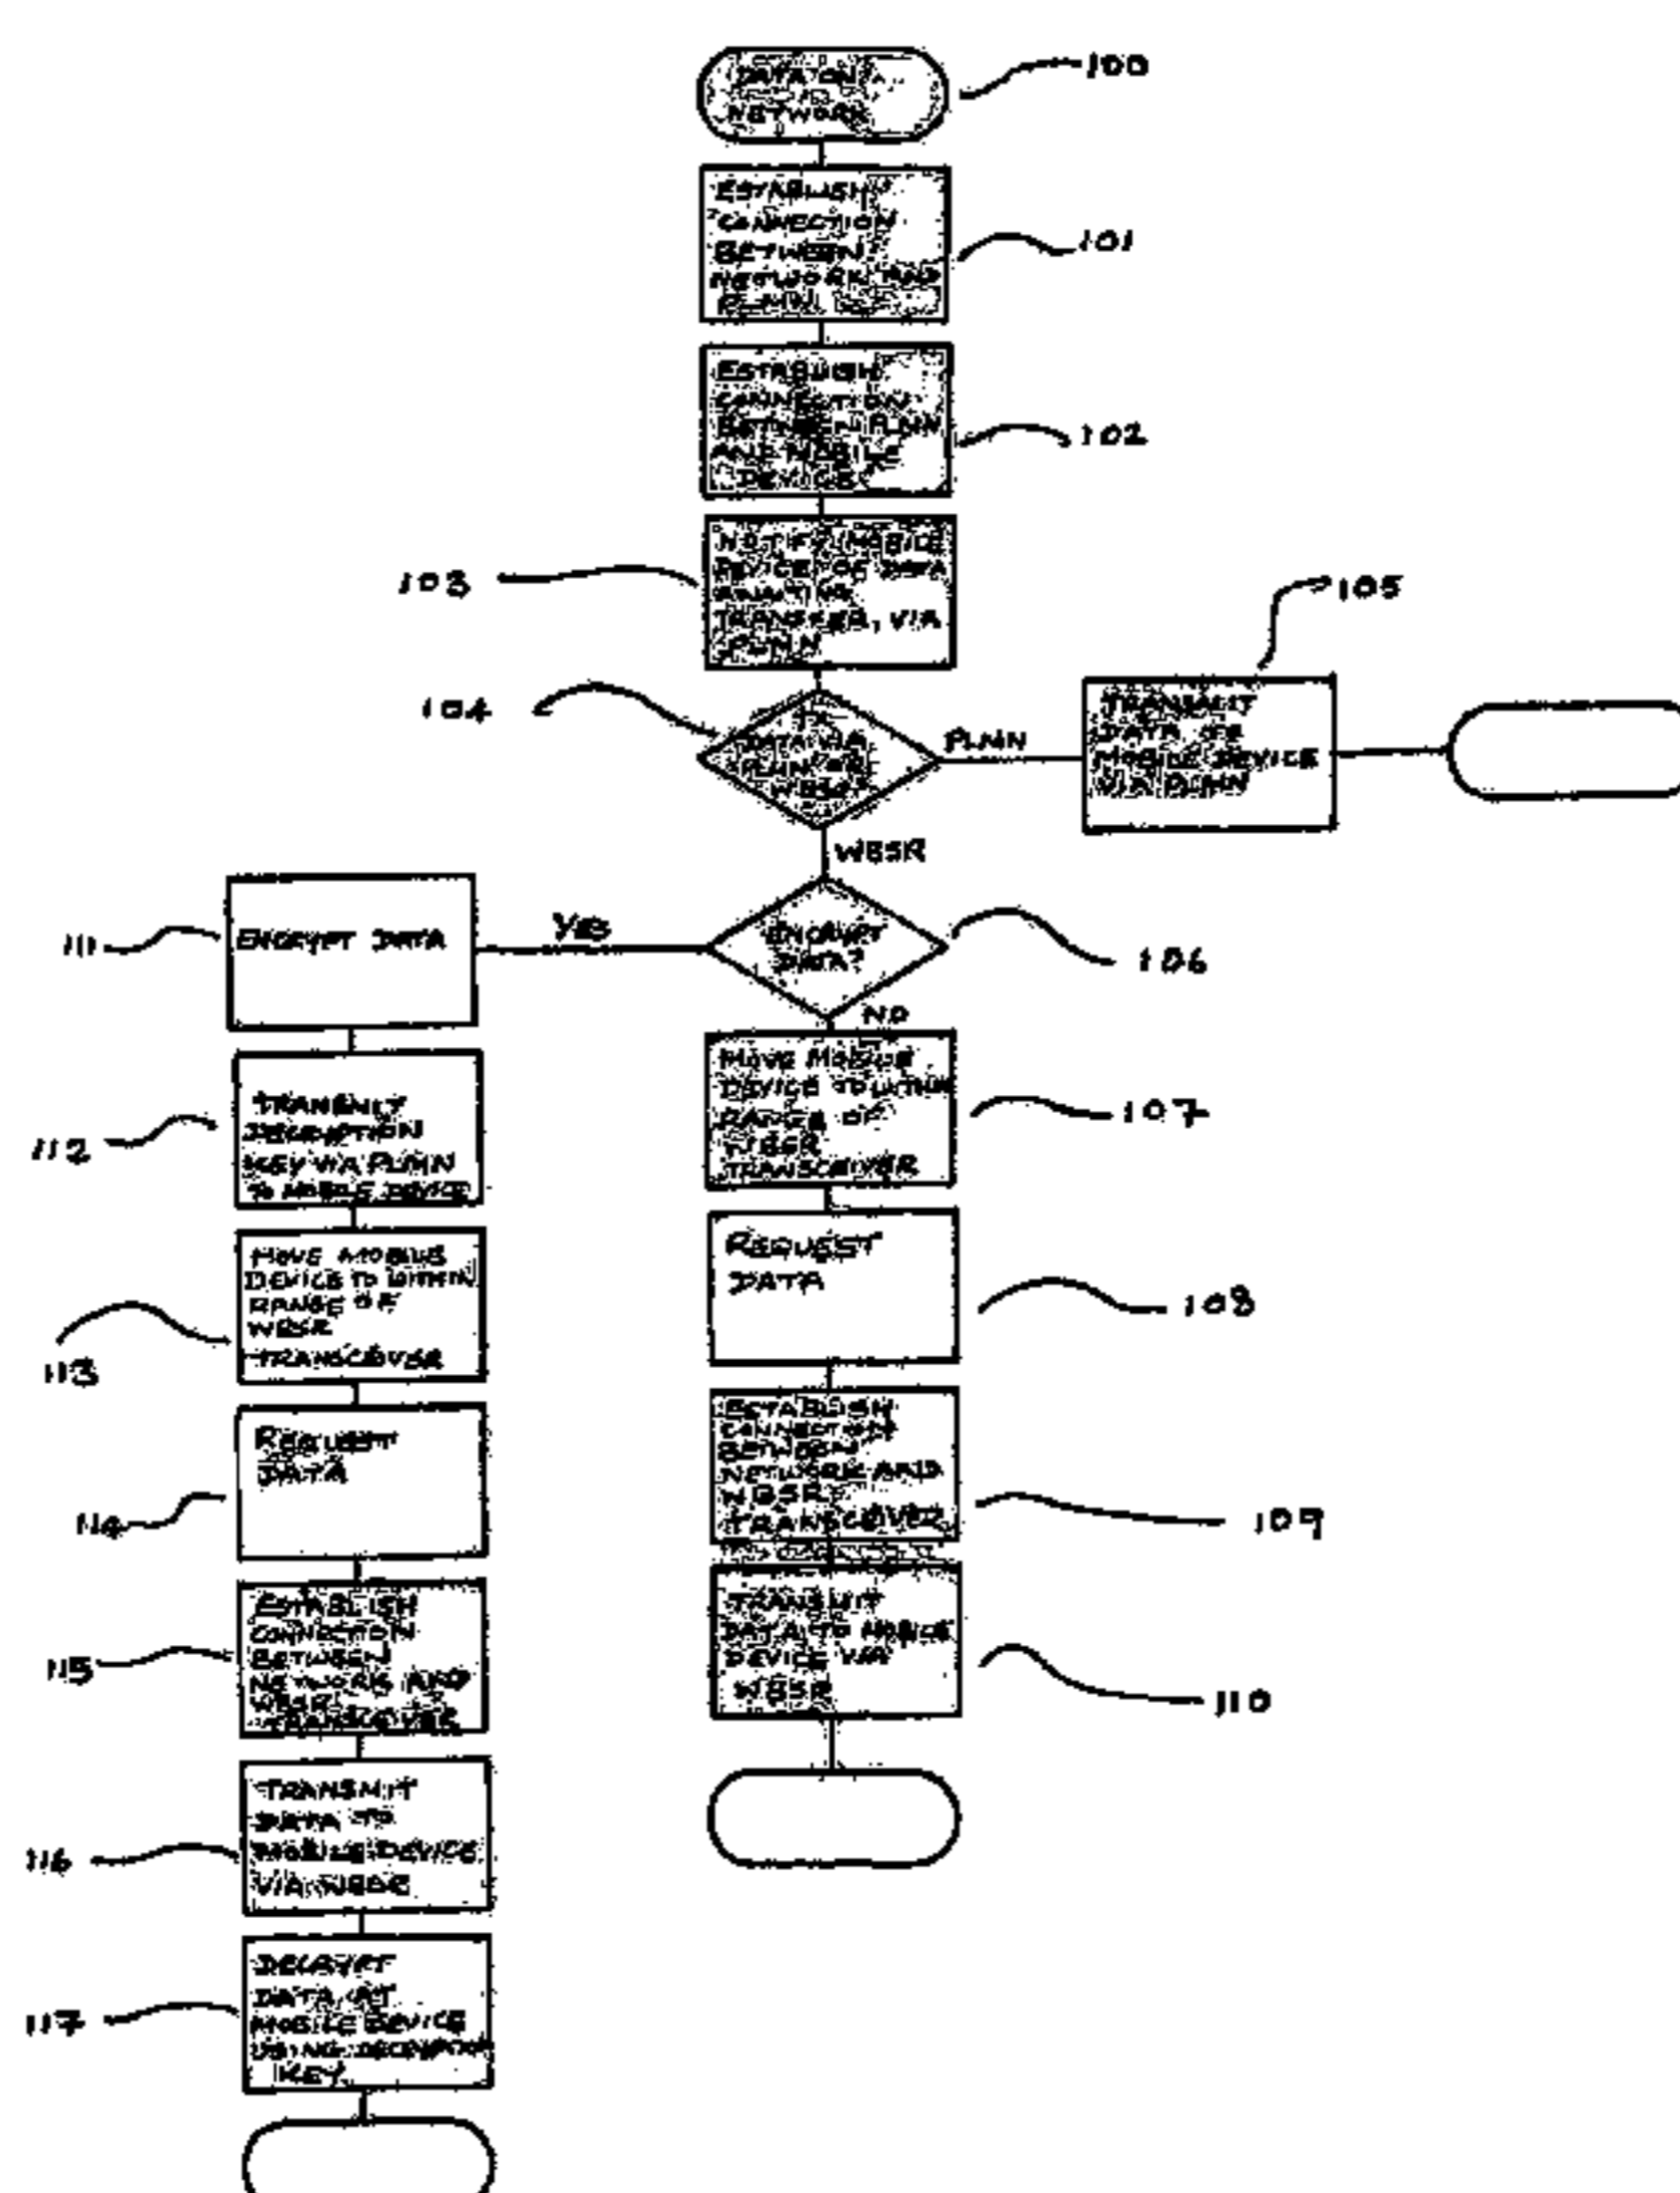 DATA ON
NETWORK
100
ESTABLISH
CONNECTION
BETWEEN
NETWORK AND
PLMN
101
ESTABLISH
CONNECTION
BETWEEN PLMN
AND MOBILE
DEVICE
102
NOTIFY MOBILE
DEVICE OF DATA
AWAITING
TRANSFER, VIA
PLMN
103
104
DATA VIA
PLMN OR
WBSR?
PLMN
TRANSMIT
DATA TO
MOBILE DEVICE
VIA PLMN
105
WBSR
ENCRYPT
DATA?
106
YES
NO
ENCRYPT DATA
111
TRANSMIT
DECRYPTION
KEY VIA PLMN
TO MOBILE DEVICE
112
MOVE MOBILE
DEVICE TO WITHIN
RANGE OF
WBSR
TRANSCEIVER
113
REQUEST
DATA
114
ESTABLISH
CONNECTION
BETWEEN
NETWORK AND
WBSR
TRANSCEIVER
115
TRANSMIT
DATA TO
MOBILE DEVICE
VIA
116
DECRYPT
DATA AT
MOBILE DEVICE
USING DECRYPTION
KEY
117
MOVE MOBILE
DEVICE TO WITHIN
RANGE OF
WBSR
TRANSCEIVER
107
REQUEST
DATA
108
ESTABLISH
CONNECTION
BETWEEN
NETWORK AND
WBSR
TRANSCEIVER
109
TRANSMIT
DATA TO MOBILE
DEVICE VIA
WBSR
110